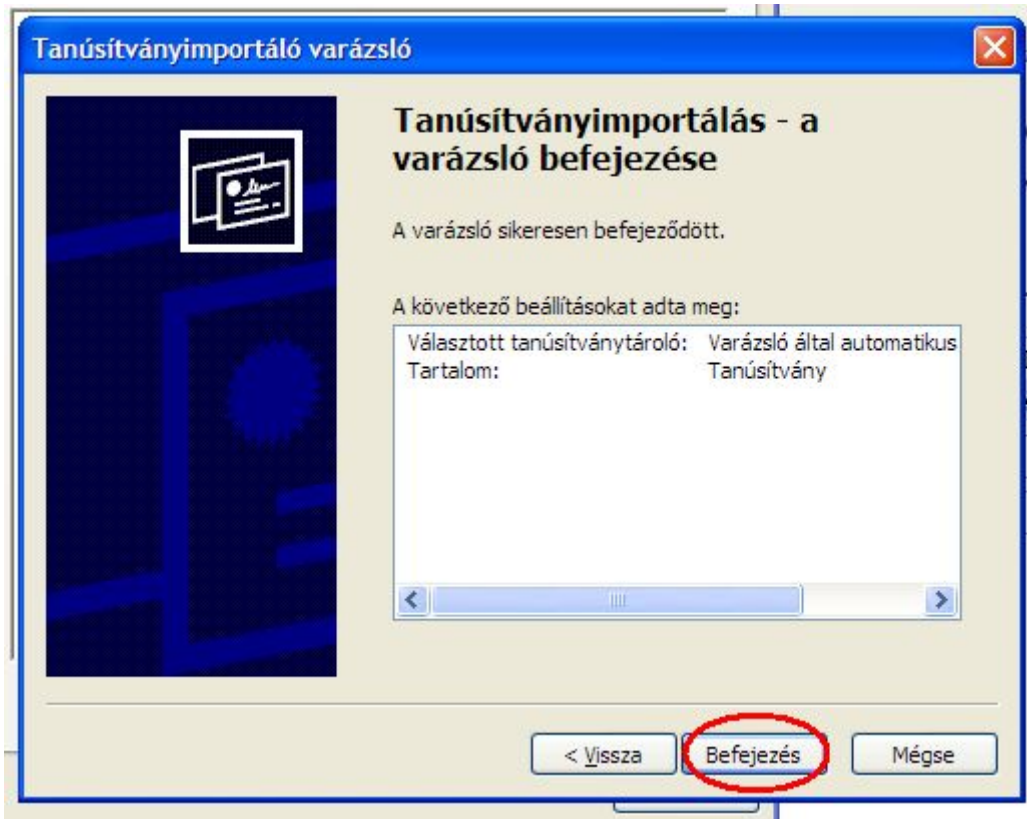 Tanúsítványimportáló varázsló
Tanúsítványimportálás - a
varázsló befejezése
A varázsló sikeresen befejeződött.
A következő beállításokat adta meg:
Választott tanúsítványtároló: Varázsló által automatikus
Tartalom: Tanúsítvány
< Vissza Befejezés Mégse